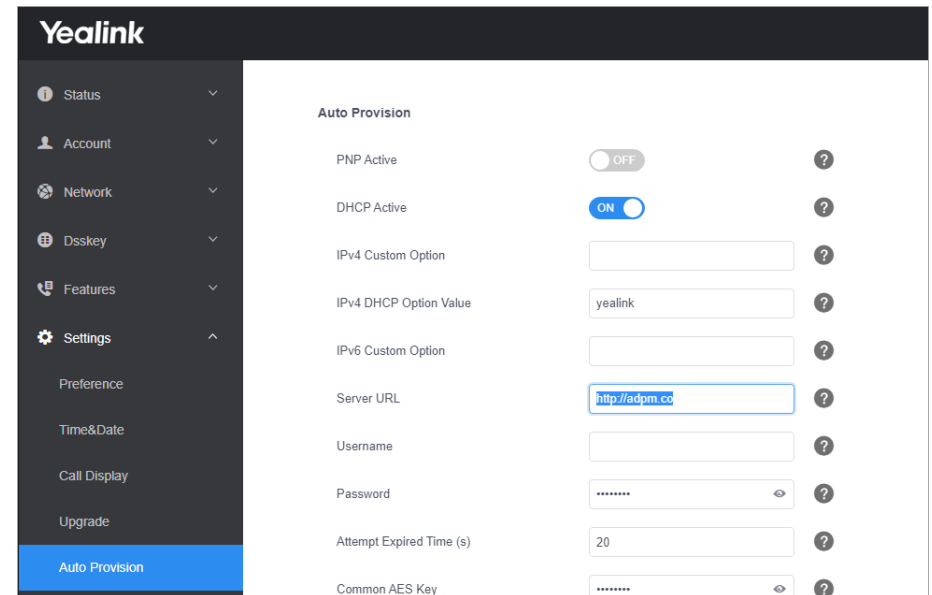 Yealink
Status
Account
Network
Dsskey
Features
Settings
Preference
Time&Date
Call Display
Upgrade
Auto Provision
Auto Provision
PNP Active OFF ?
DHCP Active ON ?
IPv4 Custom Option ?
IPv4 DHCP Option Value yealink ?
IPv6 Custom Option ?
Server URL http://adpm.co ?
Username ?
Password •••••••• ?
Attempt Expired Time (s) 20 ?
Common AES Key •••••••• ?